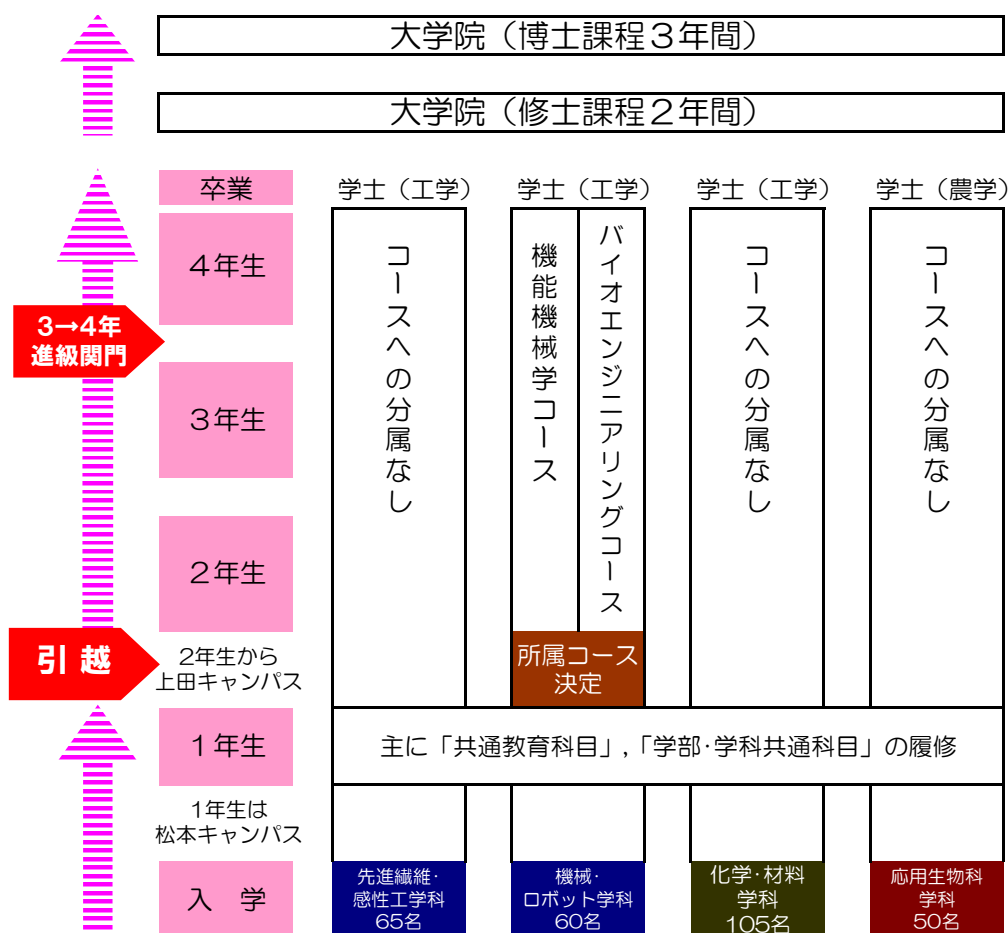 大学院（博士課程３年間）
大学院（修士課程２年間）
卒業
学士（工学）
学士（工学）
学士（工学）
学士（農学）
４年生
コースへの分属なし
機能機械学コース
バイオエンジニアリングコース
コースへの分属なし
コースへの分属なし
3→4年
進級関門
３年生
２年生
引 越
2年生から
上田キャンパス
所属コース
決定
１年生
主に「共通教育科目」，「学部・学科共通科目」の履修
1年生は
松本キャンパス
入　学
先進繊維・
感性工学科
65名
機械・
ロボット学科
60名
化学・材料
学科
105名
応用生物科
学科
50名